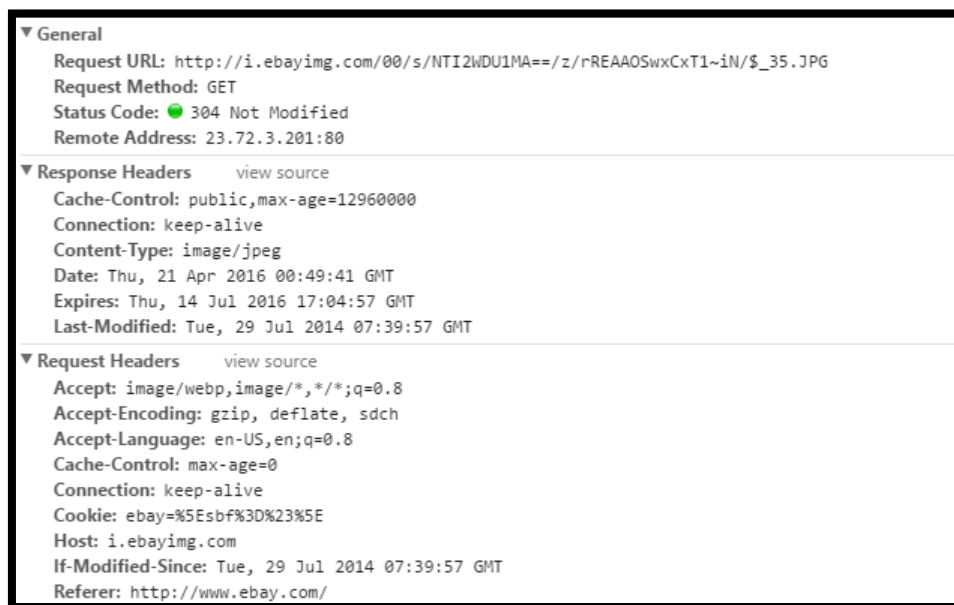 General
Request URL: http://i.ebayimg.com/00/s/NTI2WDU1MA==/z/rREAAOSwxCxT1~iN/$_35.JPG
Request Method: GET
Status Code: 304 Not Modified
Remote Address: 23.72.3.201:80
Response Headers view source
Cache-Control: public,max-age=12960000
Connection: keep-alive
Content-Type: image/jpeg
Date: Thu, 21 Apr 2016 00:49:41 GMT
Expires: Thu, 14 Jul 2016 17:04:57 GMT
Last-Modified: Tue, 29 Jul 2014 07:39:57 GMT
Request Headers view source
Accept: image/webp,image/*,*/*;q=0.8
Accept-Encoding: gzip, deflate, sdch
Accept-Language: en-US,en;q=0.8
Cache-Control: max-age=0
Connection: keep-alive
Cookie: ebay=%5Esbf%3D%23%5E
Host: i.ebayimg.com
If-Modified-Since: Tue, 29 Jul 2014 07:39:57 GMT
Referer: http://www.ebay.com/